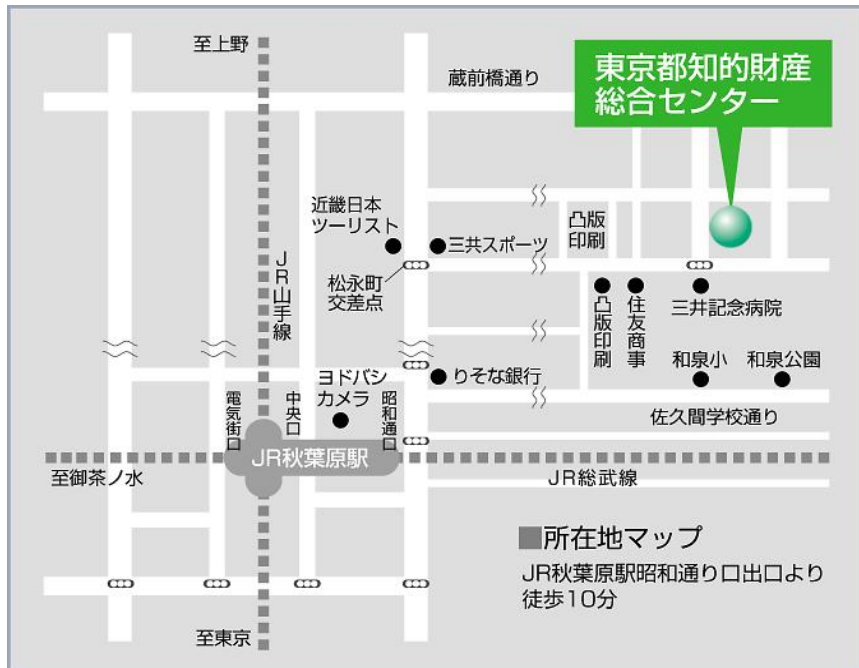 至上野
蔵前橋通り
東京都知的財産
総合センター
近畿日本
ツーリスト
三共スポーツ
凸版
印刷
JR山手線
松永町
交差点
凸版印刷
住友商事
三井記念病院
ヨドバシ
カメラ
りそな銀行
和泉小
和泉公園
電気街口
中央口
昭和通口
佐久間学校通り
JR秋葉原駅
至御茶ノ水
JR総武線
■所在地マップ
JR秋葉原駅昭和通り口出口より
徒歩10分
至東京